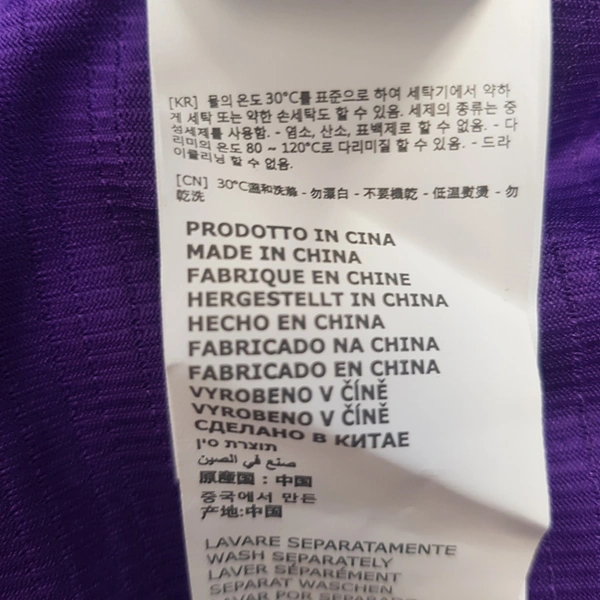 [KR] 물의 온도 30°C를 표준으로 하여 세탁기에서 약하
게 세탁 또는 약한 손세탁도 할 수 있음. 세제의 종류는 중
성세제를 사용함. - 염소, 산소, 표백제로 할 수 없음. - 다
리미의 온도 80 ~ 120°C로 다리미질 할 수 있음. - 드라
이클리닝 할 수 없음.
[CN] 30°C溫和洗滌 - 勿漂白 - 不要機乾 - 低溫熨燙 - 勿
乾洗
PRODOTTO IN CINA
MADE IN CHINA
FABRIQUE EN CHINE
HERGESTELLT IN CHINA
HECHO EN CHINA
FABRICADO NA CHINA
FABRICADO EN CHINA
VYROBENO V ČÍNĚ
VYROBENO V ČÍNĚ
СДЕЛАНО В КИТАЕ
תוצרת סין
صنع في الصون
原産国：中国
중국에서 만든
产地:中国
LAVARE SEPARATAMENTE
WASH SEPARATELY
LAVER SÉPARÉMENT
SEPARAT WASCHEN
LAVAR POR SEPARADO